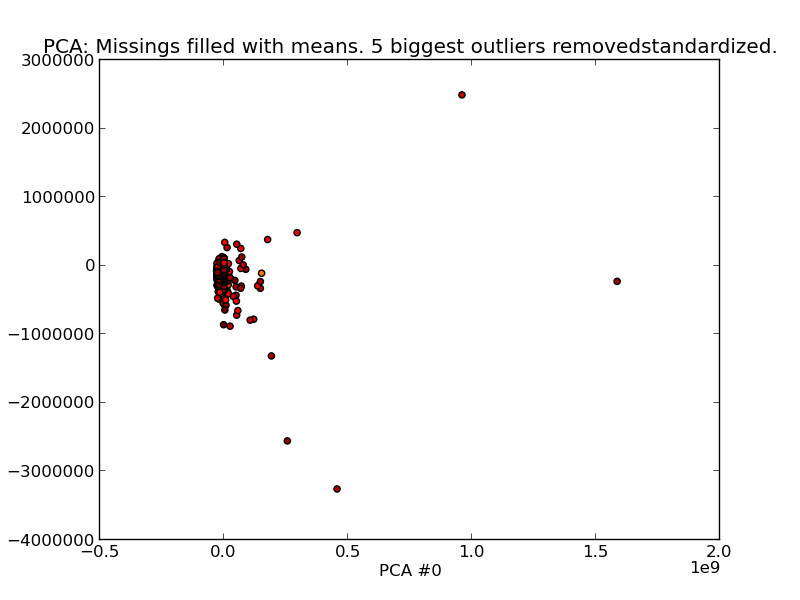 PCA: Missings filled with means. 5 biggest outliers removedstandardized.
3000000
2000000
1000000
0
−1000000
−2000000
−3000000
−4000000
−0.5 0.0 0.5 1.0 1.5 2.0
1e9
PCA #0